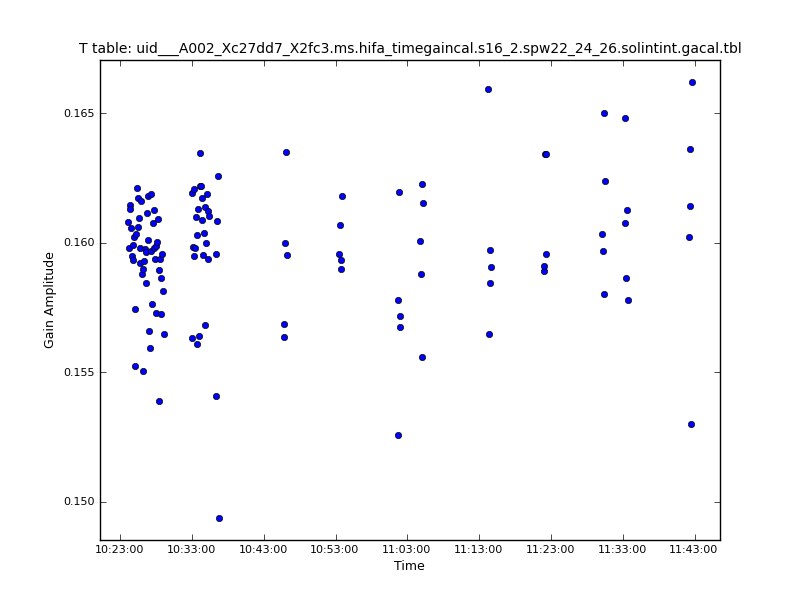 T table: uid___A002_Xc27dd7_X2fc3.ms.hifa_timegaincal.s16_2.spw22_24_26.solintint.gacal.tbl
0.165
0.160
0.155
0.150
Gain Amplitude
10:23:00 10:33:00 10:43:00 10:53:00 11:03:00 11:13:00 11:23:00 11:33:00 11:43:00
Time